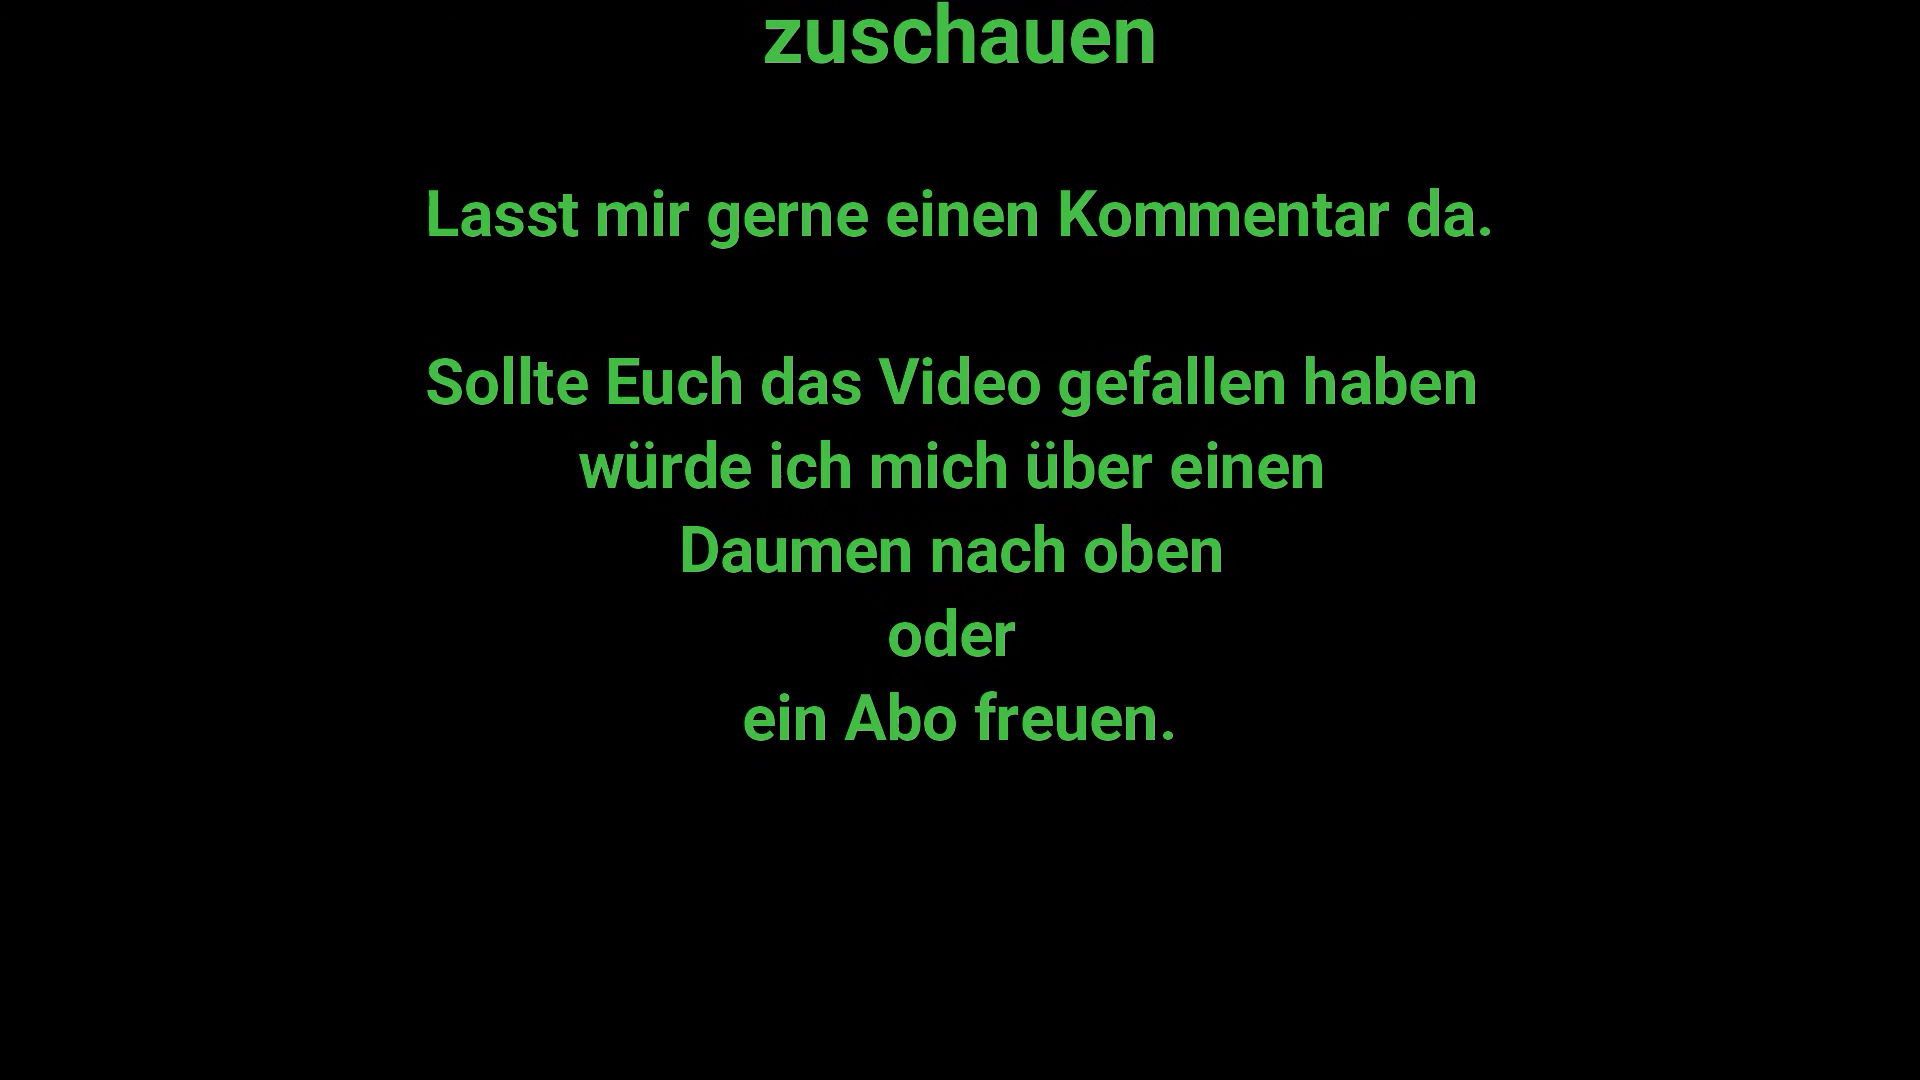 zuschauen
Lasst mir gerne einen Kommentar da.
Sollte Euch das Video gefallen haben
würde ich mich über einen
Daumen nach oben
oder
ein Abo freuen.